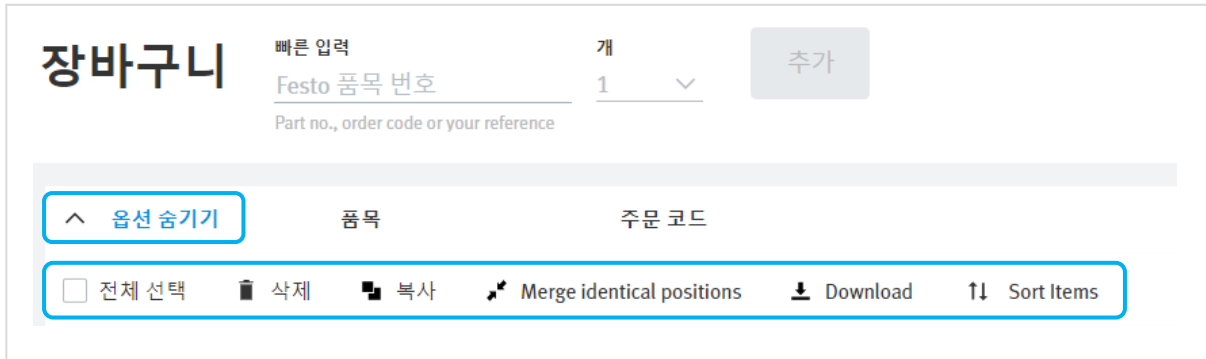 장바구니
빠른 입력 개
Festo 품목 번호 1 추가
Part no., order code or your reference
옵션 숨기기 품목 주문 코드
전체 선택 삭제 복사 Merge identical positions Download Sort Items